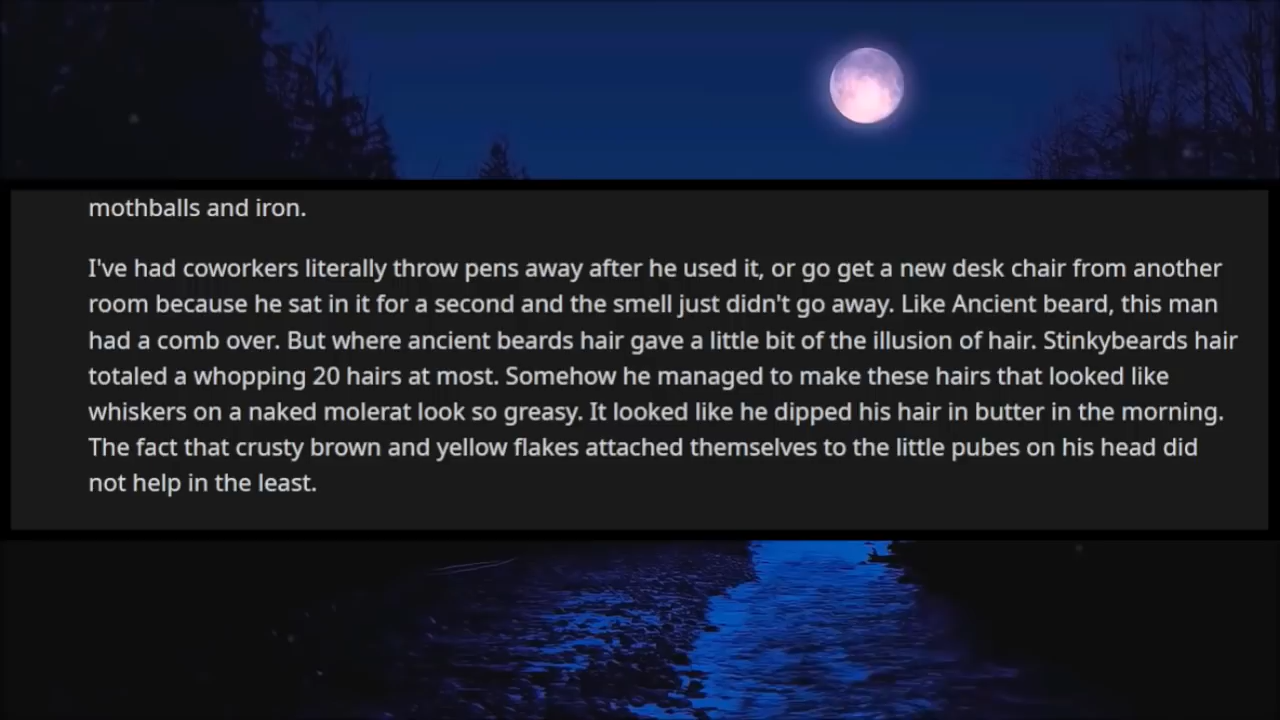 mothballs and iron.
I've had coworkers literally throw pens away after he used it, or go get a new desk chair from another
room because he sat in it for a second and the smell just didn't go away. Like Ancient beard, this man
had a comb over. But where ancient beards hair gave a little bit of the illusion of hair. Stinkybeards hair
totaled a whopping 20 hairs at most. Somehow he managed to make these hairs that looked like
whiskers on a naked molerat look so greasy. It looked like he dipped his hair in butter in the morning.
The fact that crusty brown and yellow flakes attached themselves to the little pubes on his head did
not help in the least.